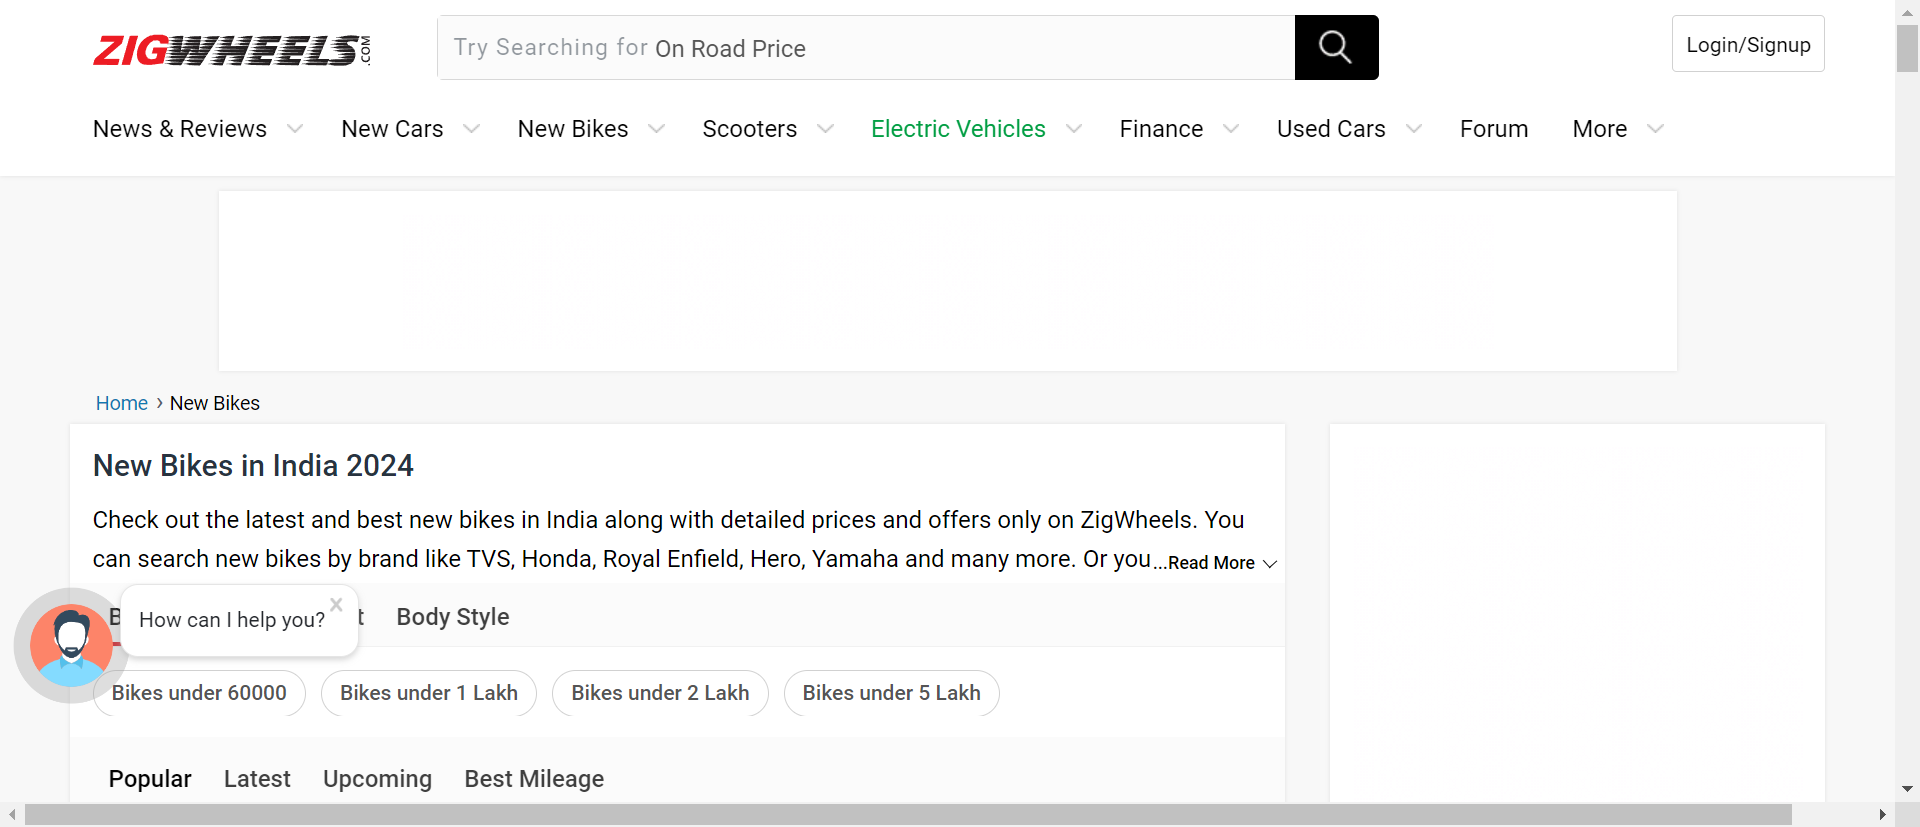 ZIGWHEELS.COM
Try Searching for On Road Price
Login/Signup
News & Reviews New Cars New Bikes Scooters Electric Vehicles Finance Used Cars Forum More
Home › New Bikes
New Bikes in India 2024
Check out the latest and best new bikes in India along with detailed prices and offers only on ZigWheels. You
can search new bikes by brand like TVS, Honda, Royal Enfield, Hero, Yamaha and many more. Or you...Read More
How can I help you? x
Body Style
Bikes under 60000 Bikes under 1 Lakh Bikes under 2 Lakh Bikes under 5 Lakh
Popular Latest Upcoming Best Mileage